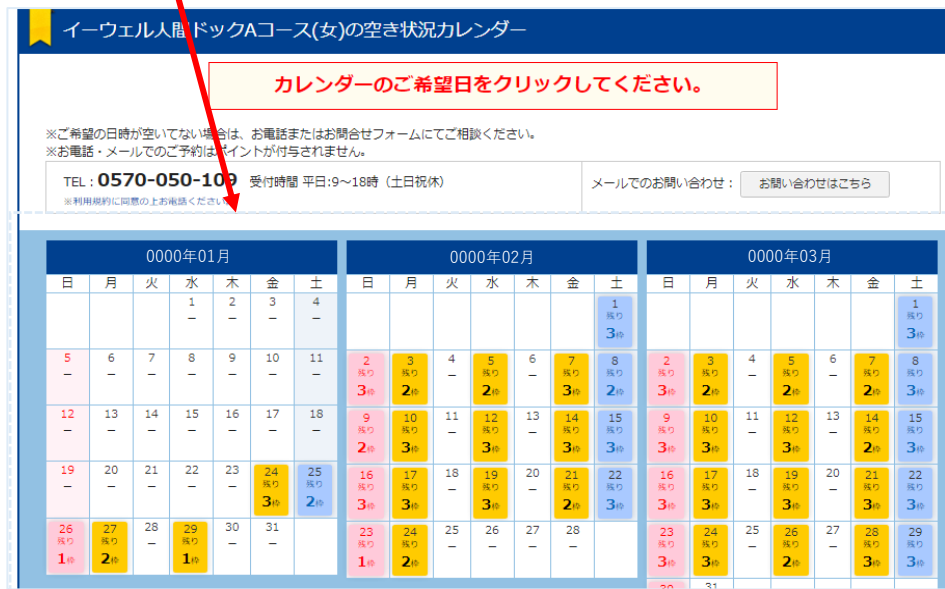 イーウェル人間ドックAコース(女)の空き状況カレンダー
カレンダーのご希望日をクリックしてください。
※ご希望の日時が空いてない場合は、お電話またはお問合せフォームにてご相談ください。
※お電話・メールでのご予約はポイントが付与されません。
TEL：0570-050-109 受付時間 平日:9～18時（土日祝休）
※利用規約に同意の上お電話ください
メールでのお問い合わせ： お問い合わせはこちら
0000年01月
日 月 火 水 木 金 土
1 2 3 4
– – – –
5 6 7 8 9 10 11
– – – – – – –
12 13 14 15 16 17 18
– – – – – – –
19 20 21 22 23 24 25
– – – – – 残り 残り
3枠 2枠
26 27 28 29 30 31
残り 残り – 残り – –
1枠 2枠 1枠
0000年02月
日 月 火 水 木 金 土
1
残り
3枠
2 3 4 5 6 7 8
残り 残り – 残り – 残り 残り
3枠 2枠 2枠 3枠 2枠
9 10 11 12 13 14 15
残り 残り – 残り – 残り 残り
2枠 3枠 3枠 3枠 3枠
16 17 18 19 20 21 22
残り 残り – 残り – 残り 残り
3枠 3枠 3枠 2枠 3枠
23 24 25 26 27 28
残り 残り – – – –
1枠 2枠
0000年03月
日 月 火 水 木 金 土
1
残り
3枠
2 3 4 5 6 7 8
残り 残り – 残り – 残り 残り
3枠 2枠 2枠 2枠 3枠
9 10 11 12 13 14 15
残り 残り – 残り – 残り 残り
3枠 3枠 3枠 2枠 3枠
16 17 18 19 20 21 22
残り 残り – 残り – 残り 残り
3枠 3枠 3枠 3枠 3枠
23 24 25 26 27 28 29
残り 残り – 残り – 残り 残り
3枠 3枠 2枠 3枠 3枠
30 31